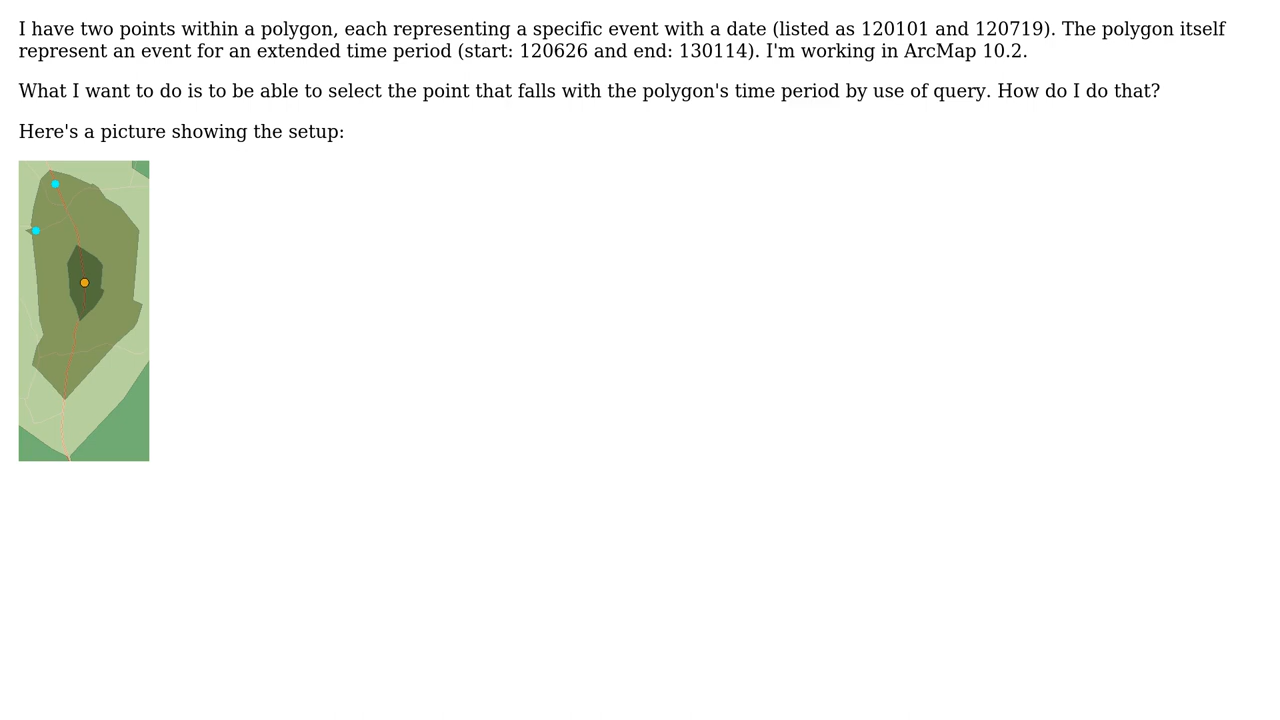 I have two points within a polygon, each representing a specific event with a date (listed as 120101 and 120719). The polygon itself
represent an event for an extended time period (start: 120626 and end: 130114). I'm working in ArcMap 10.2.
What I want to do is to be able to select the point that falls with the polygon's time period by use of query. How do I do that?
Here's a picture showing the setup: